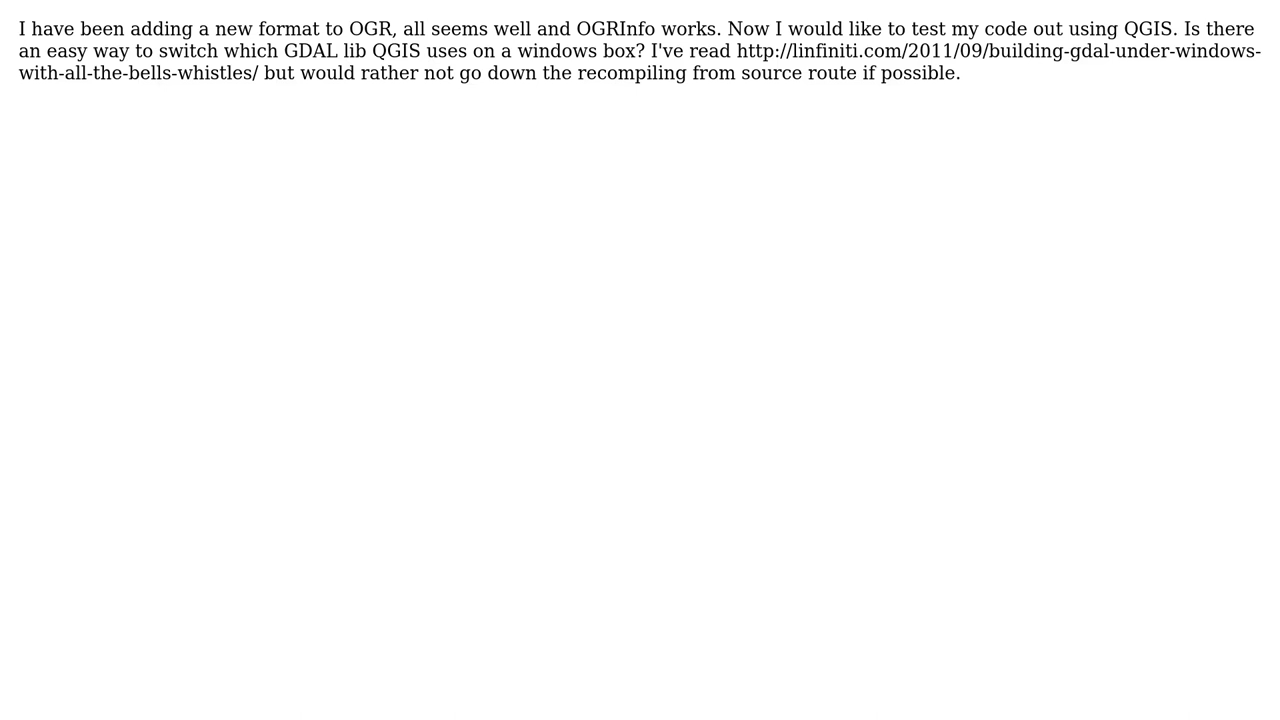 I have been adding a new format to OGR, all seems well and OGRInfo works. Now I would like to test my code out using QGIS. Is there
an easy way to switch which GDAL lib QGIS uses on a windows box? I've read http://linfiniti.com/2011/09/building-gdal-under-windows-
with-all-the-bells-whistles/ but would rather not go down the recompiling from source route if possible.